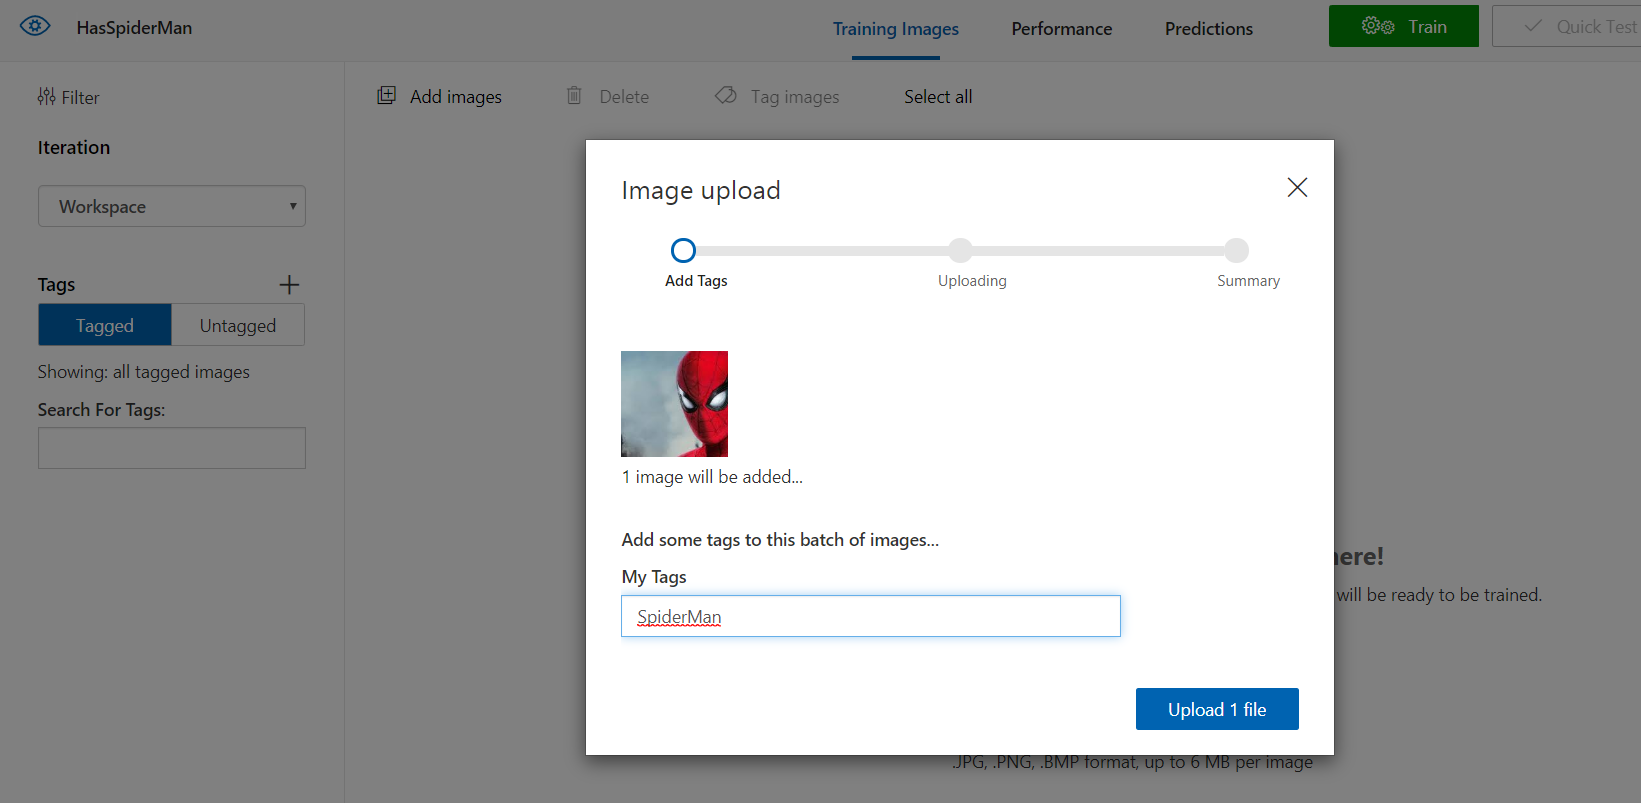 HasSpiderMan
Training Images
Performance
Predictions
Train
Quick Test
Filter
Add images
Delete
Tag images
Select all
Iteration
Workspace
Tags
Tagged
Untagged
Showing: all tagged images
Search For Tags:
Image upload
Add Tags
Uploading
Summary
1 image will be added...
Add some tags to this batch of images...
My Tags
SpiderMan
Upload 1 file
will be ready to be trained.
.JPG, .PNG, .BMP format, up to 6 MB per image